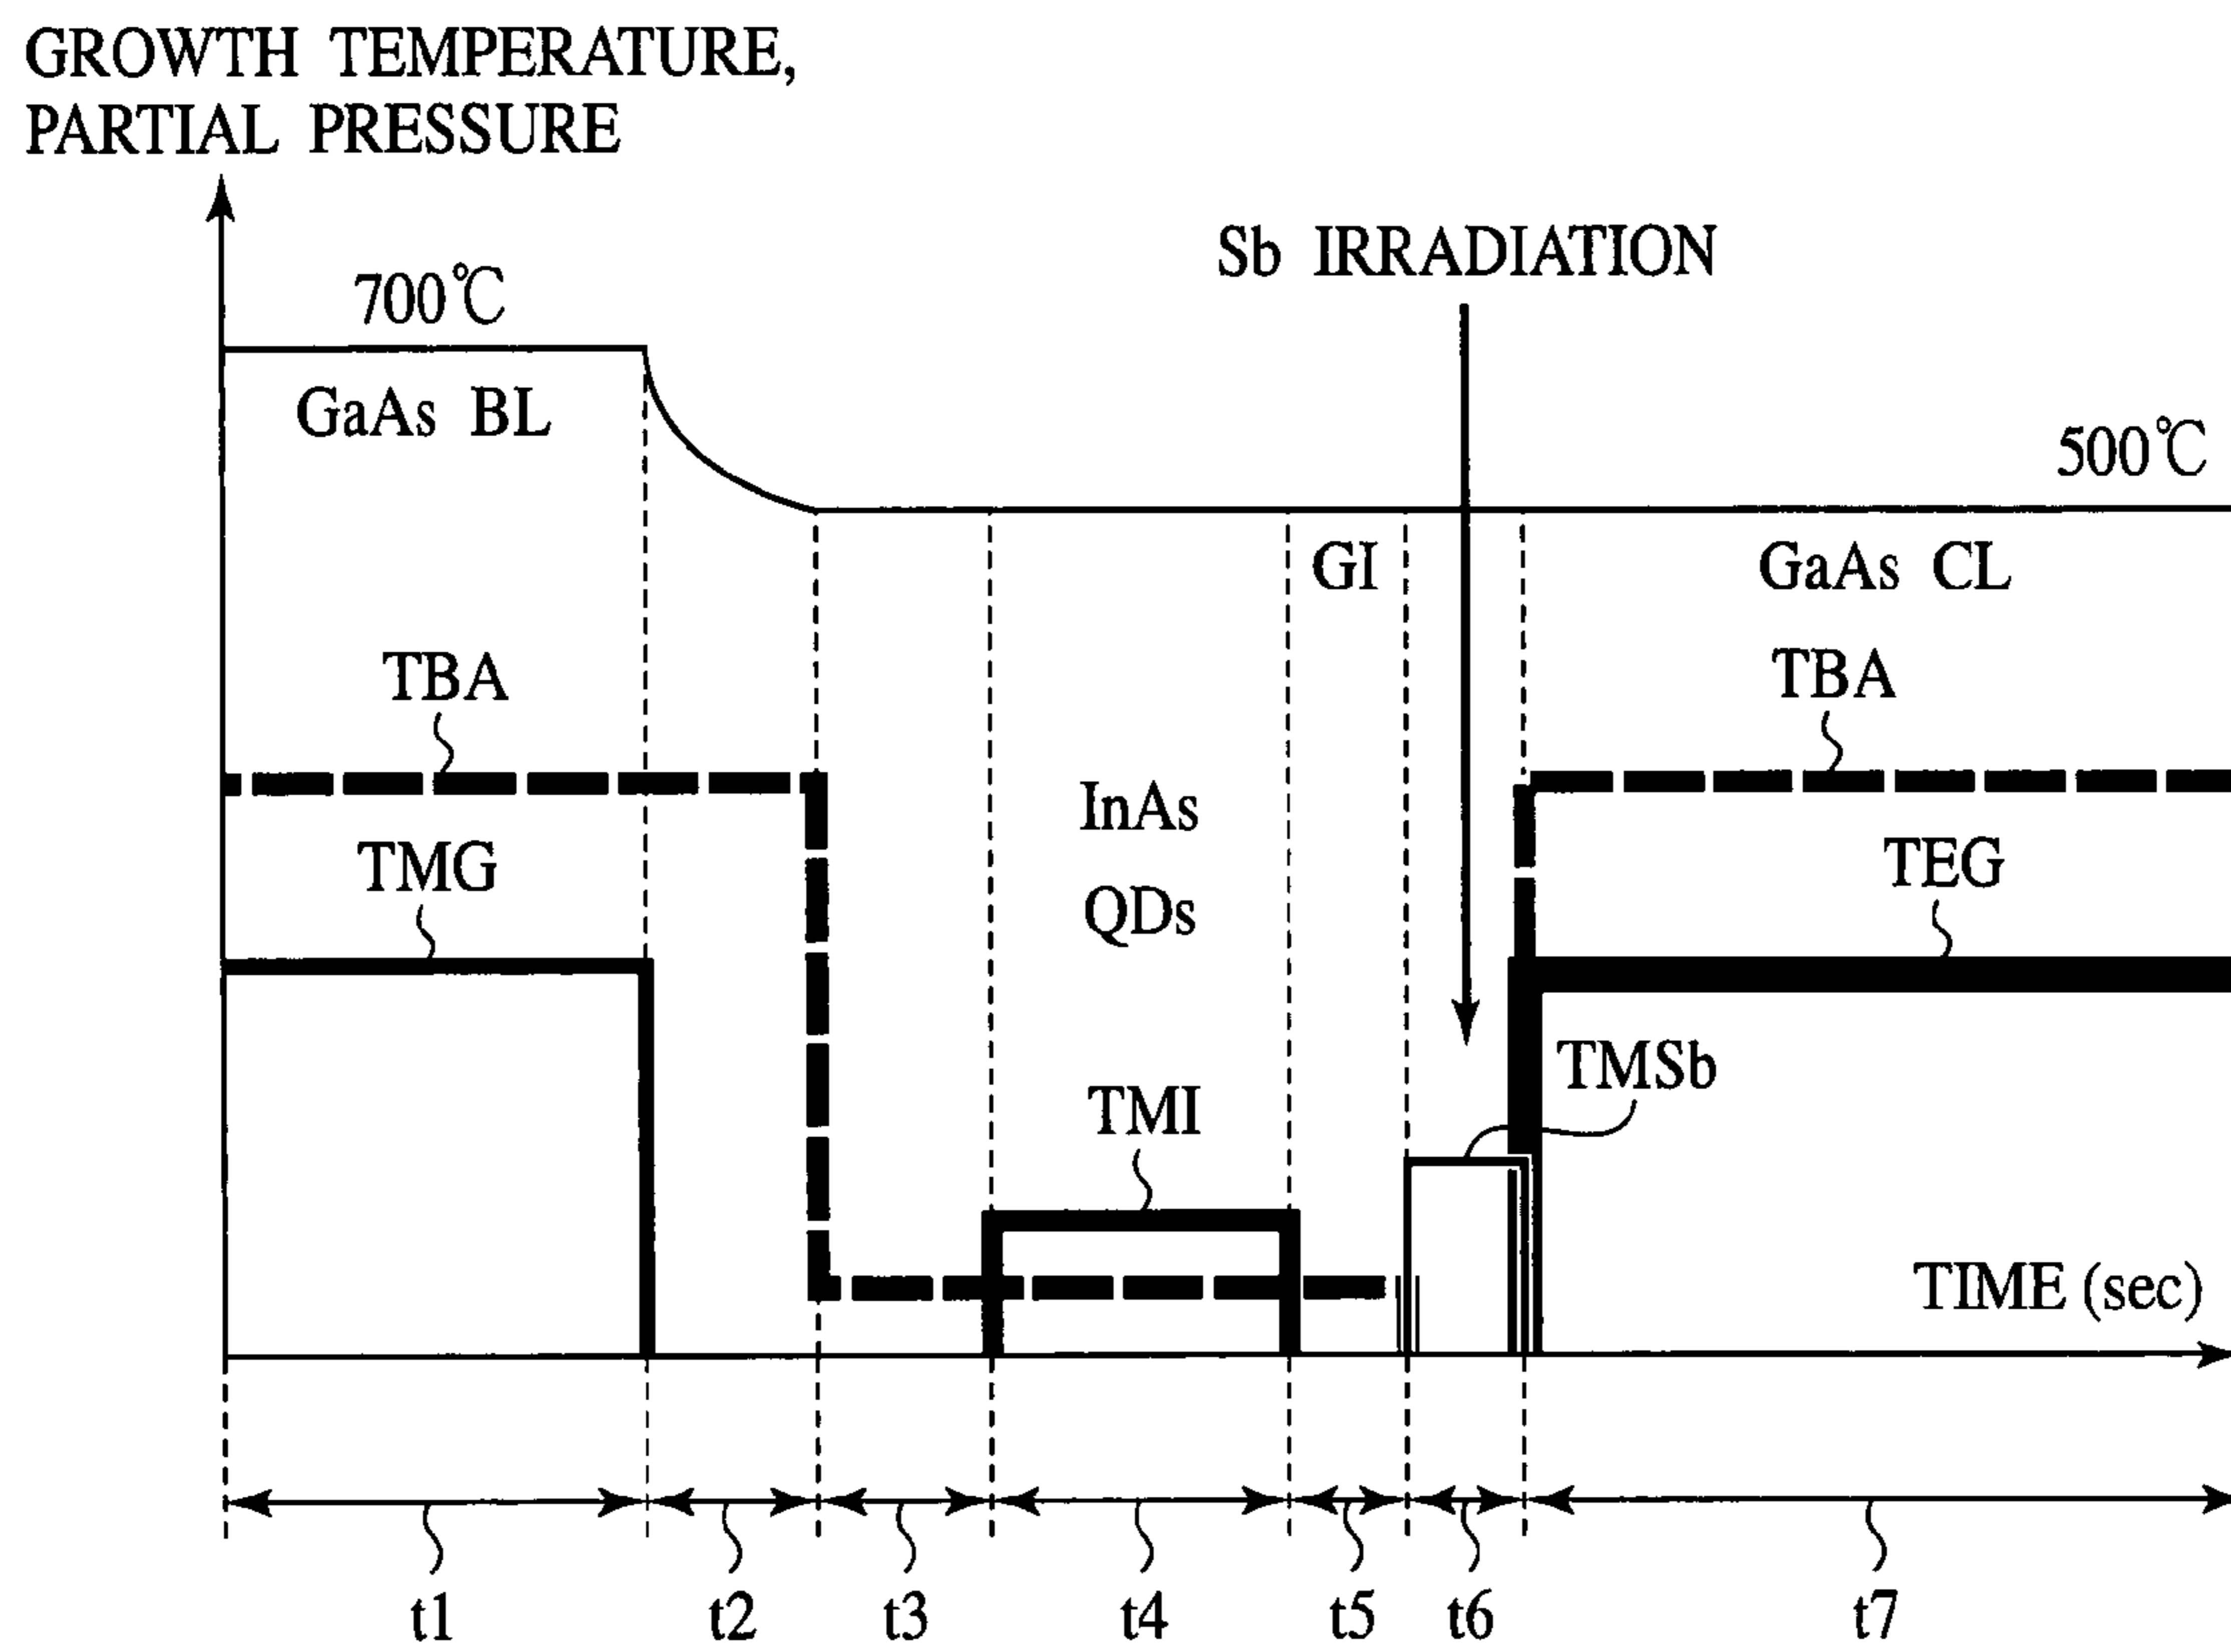 GROWTH TEMPERATURE,
PARTIAL PRESSURE
Sb IRRADIATION
700℃
GaAs BL
500℃
GI
GaAs CL
TBA
TBA
InAs
QDs
TMG
TEG
TMSb
TMI
TIME (sec)
t1
t2
t3
t4
t5
t6
t7